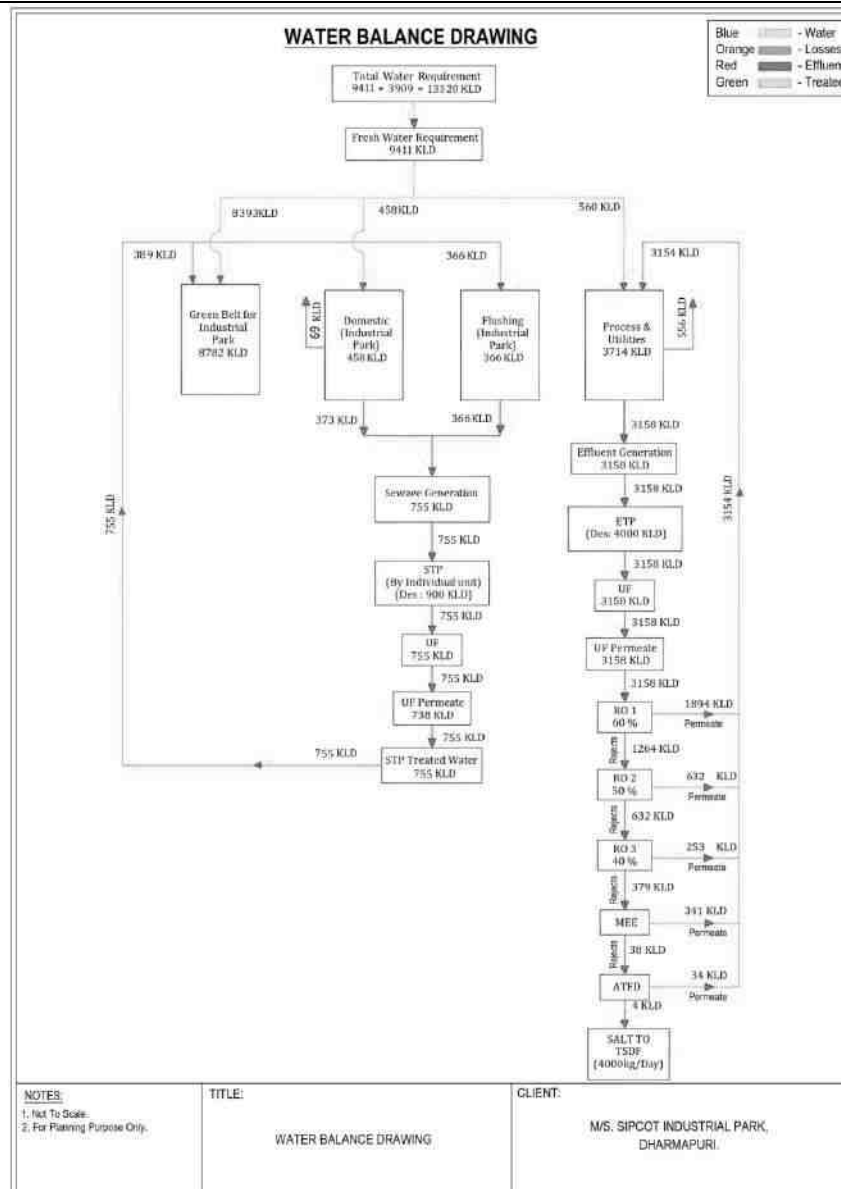 WATER BALANCE DRAWING
Blue - Water
Orange - Losses
Red - Effluen
Green - Treate
Total Water Requirement
9411 + 3909 = 13320 KLD
Fresh Water Requirement
9411 KLD
8393KLD
458KLD
560 KLD
389 KLD
366 KLD
3154 KLD
Green Belt for
Industrial
Park
8782 KLD
69 KLD
Domestic
(Industrial
Park)
458 KLD
Flushing
(Industrial
Park)
366 KLD
Process &
Utilities
3714 KLD
556 KLD
373 KLD
366 KLD
3158 KLD
Effluent Generation
3158 KLD
3158 KLD
Sewage Generation
755 KLD
755 KLD
3154 KLD
ETP
(Des: 4000 KLD)
755 KLD
3158 KLD
STP
(By Individual unit)
(Des : 900 KLD)
UF
3158 KLD
755 KLD
3158 KLD
UF
755 KLD
UF Permeate
3158 KLD
755 KLD
3158 KLD
UF Permeate
738 KLD
RO 1
60 %
1894 KLD
Permeate
755 KLD
Rejects
1264 KLD
755 KLD
STP Treated Water
755 KLD
RO 2
50 %
632 KLD
Permeate
Rejects
632 KLD
RO 3
40 %
253 KLD
Permeate
Rejects
379 KLD
MEE
341 KLD
Permeate
Rejects
38 KLD
ATFD
34 KLD
Permeate
4 KLD
SALT TO
TSDF
(4000kg/Day)
NOTES:
1. Not To Scale.
2. For Planning Purpose Only.
TITLE:
WATER BALANCE DRAWING
CLIENT:
M/S. SIPCOT INDUSTRIAL PARK,
DHARMAPURI.